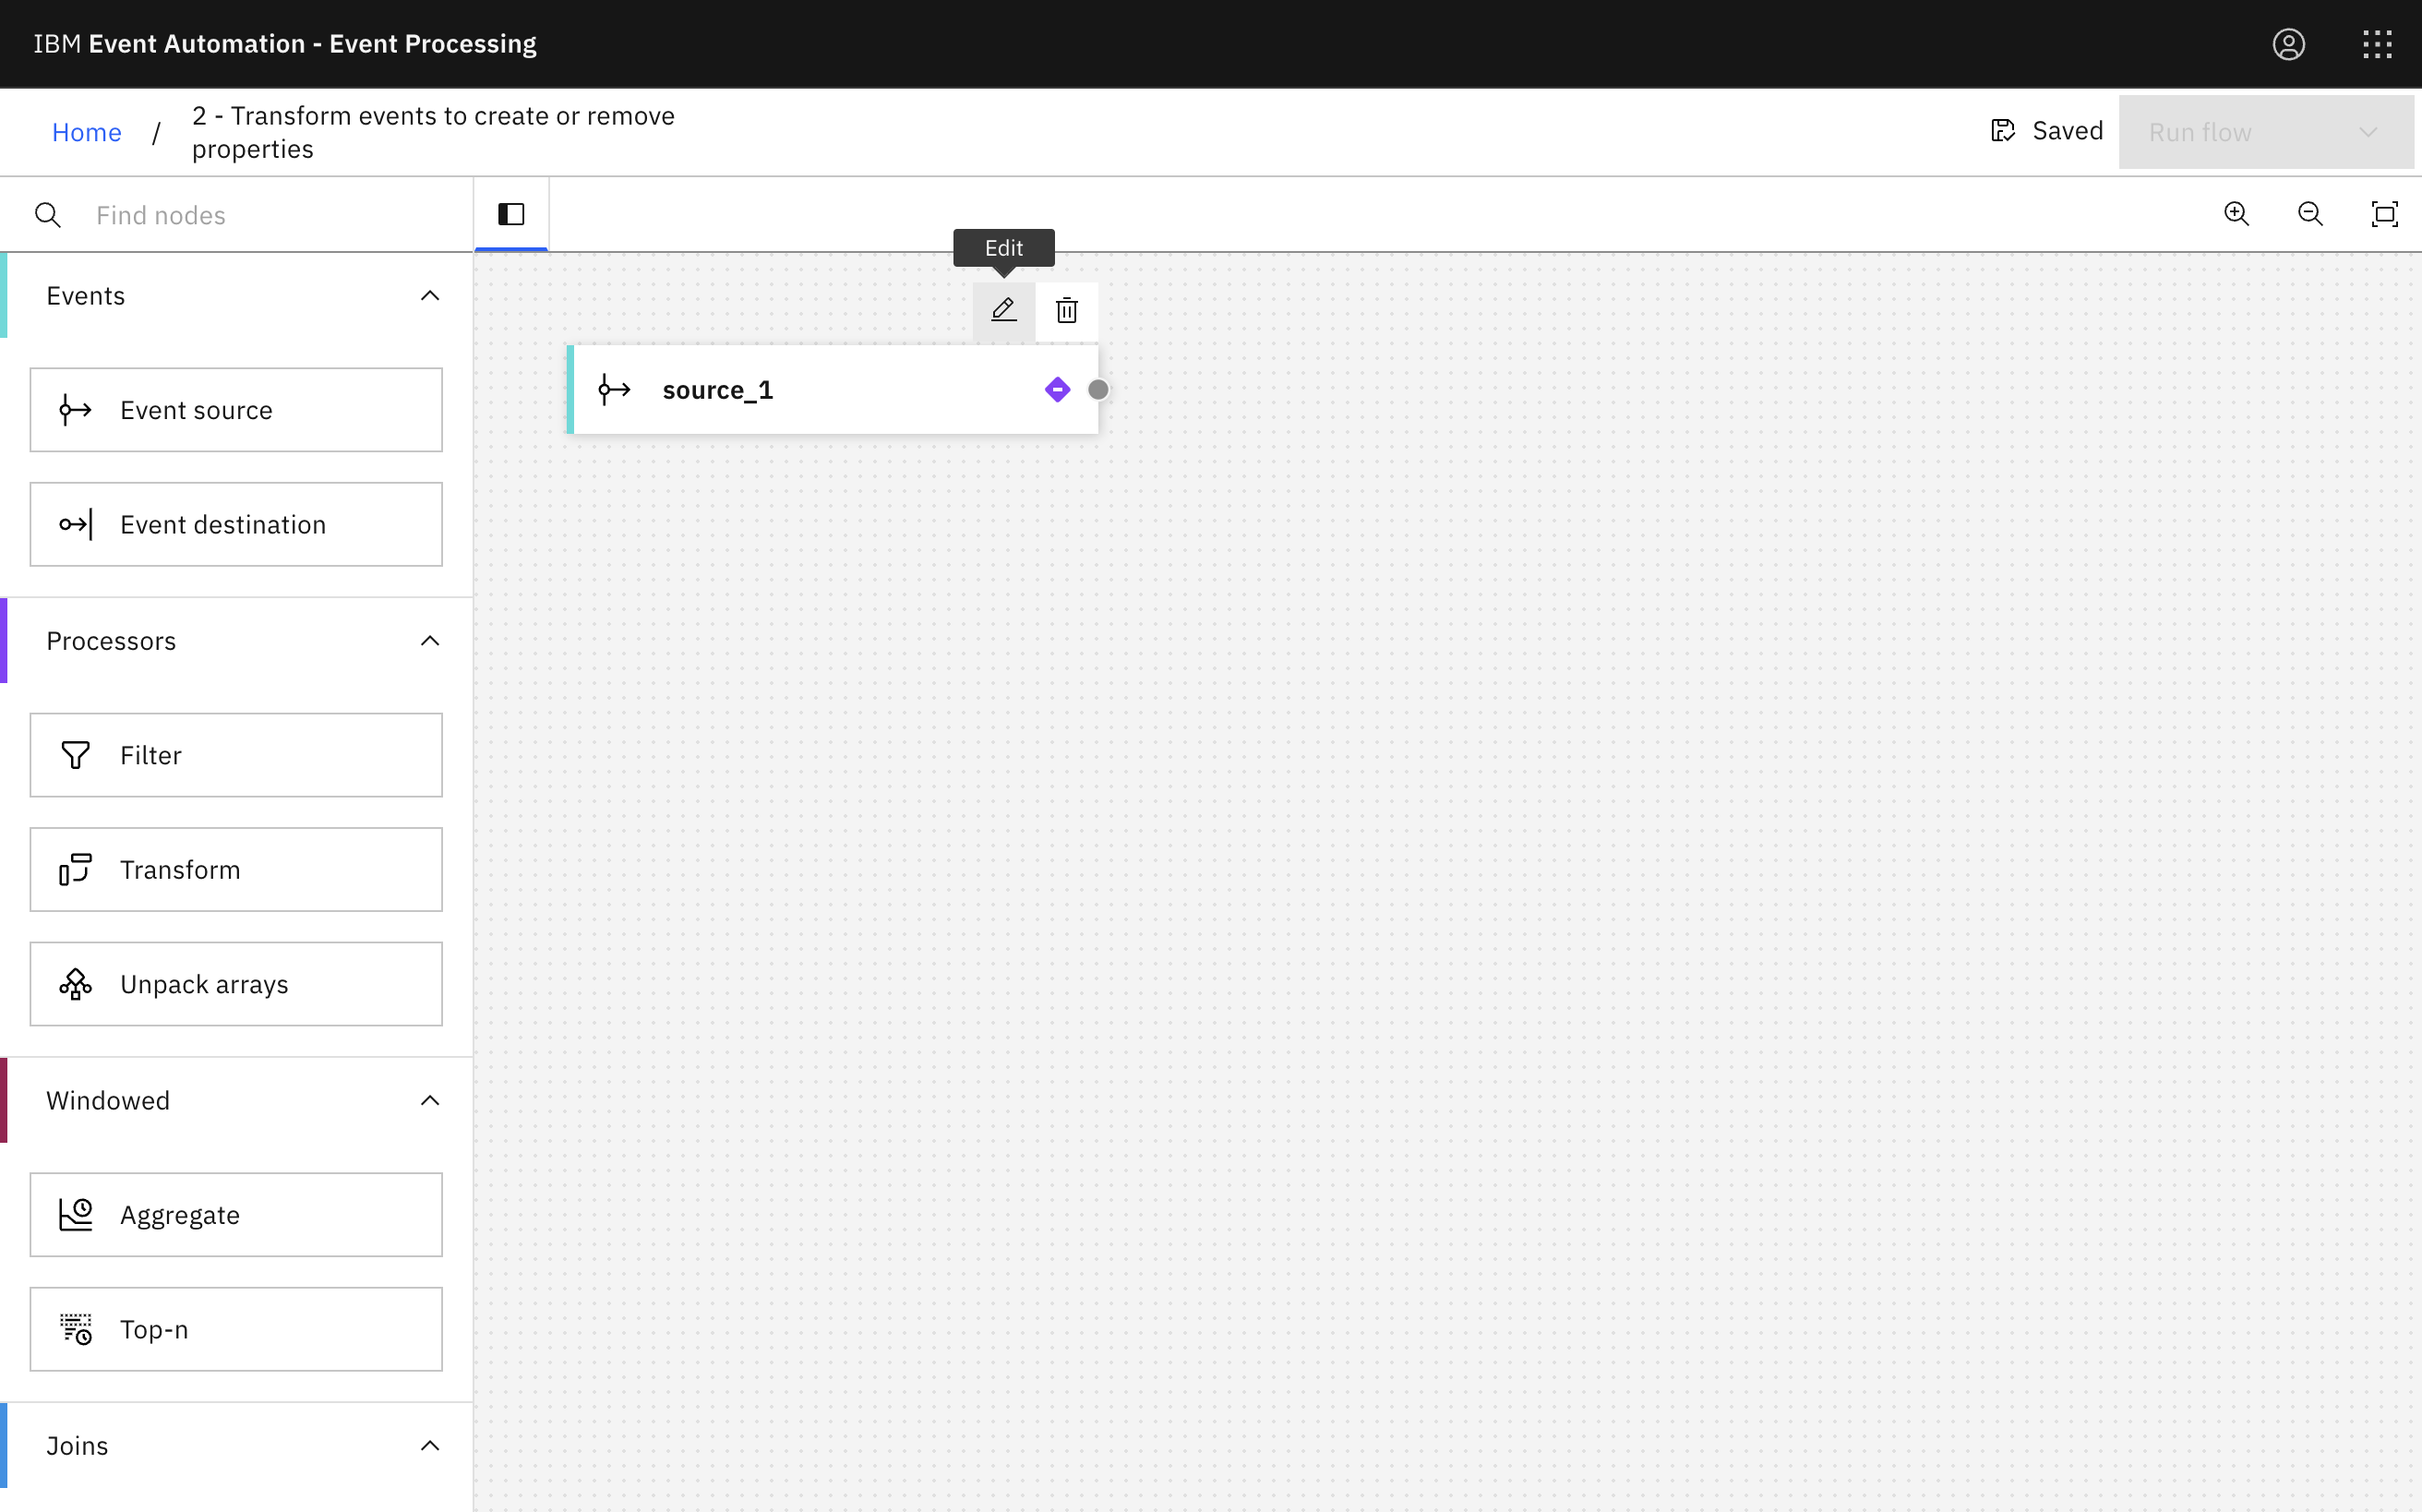 IBM Event Automation - Event Processing
Home / 2 - Transform events to create or remove
properties
Saved
Run flow
Find nodes
Edit
Events
source_1
Event source
Event destination
Processors
Filter
Transform
Unpack arrays
Windowed
Aggregate
Top-n
Joins